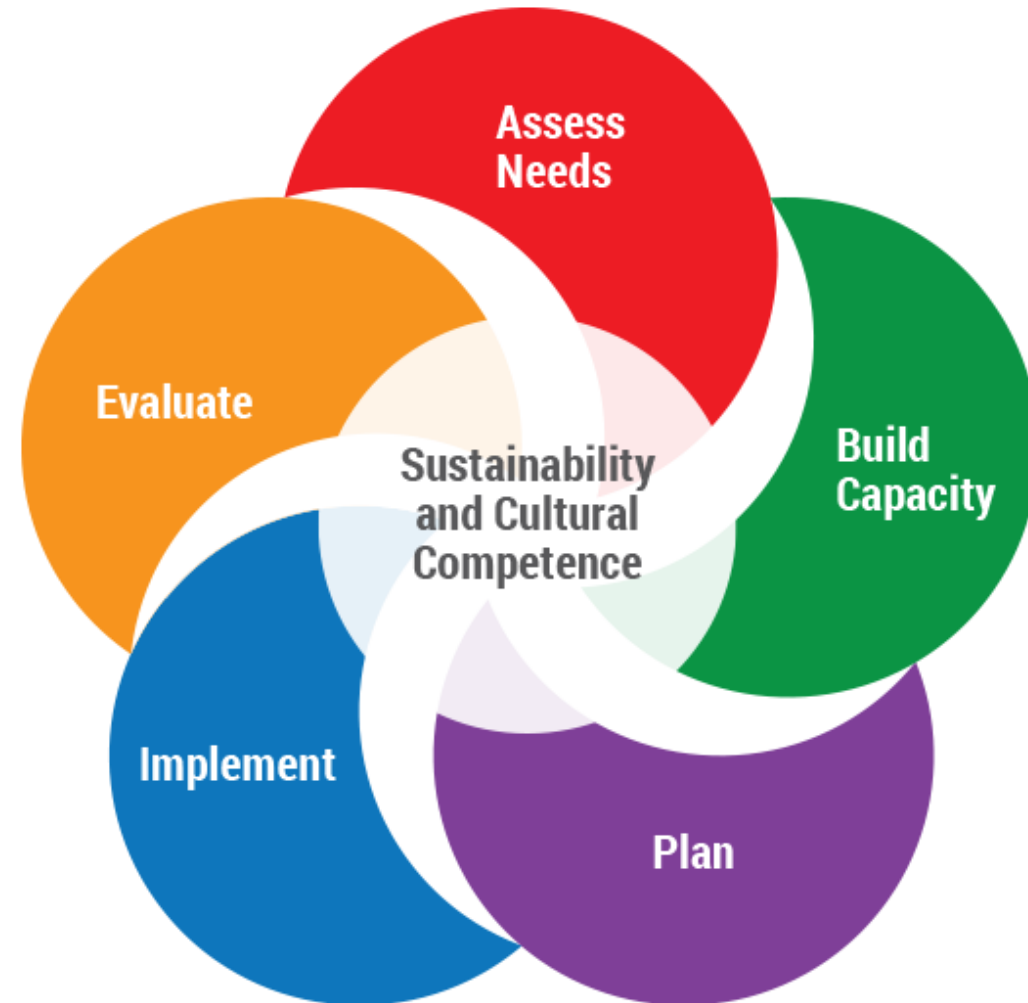 Assess
Needs
Build
Capacity
Plan
Implement
Evaluate
Sustainability
and Cultural
Competence